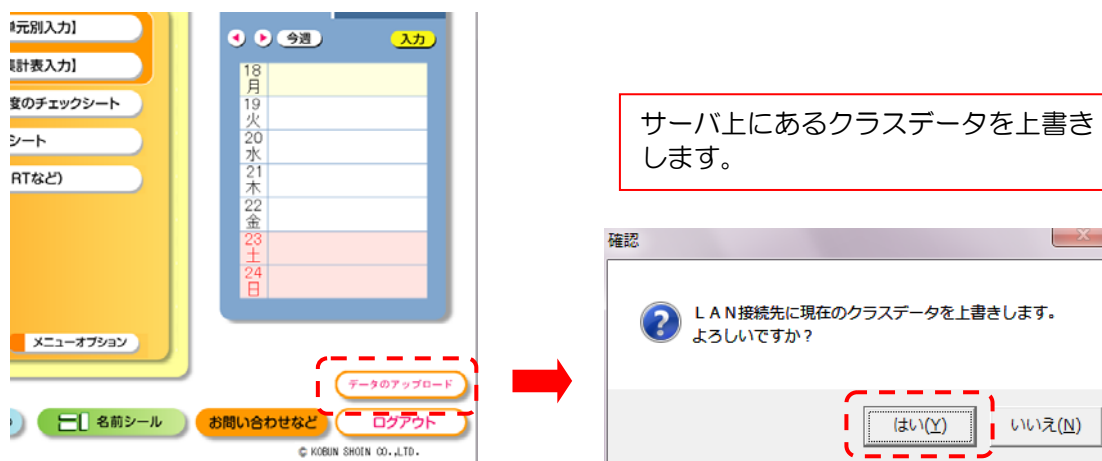 元別入力】
計表入力】
度のチェックシート
シート
RTなど)
メニューオプション
今週
入力
18
月
19
火
20
水
21
木
22
金
23
土
24
日
データのアップロード
名前シール
お問い合わせなど
ログアウト
© KOBUN SHOIN CO.,LTD.
サーバ上にあるクラスデータを上書き
します。
確認
LAN接続先に現在のクラスデータを上書きします。
よろしいですか?
はい(Y)
いいえ(N)